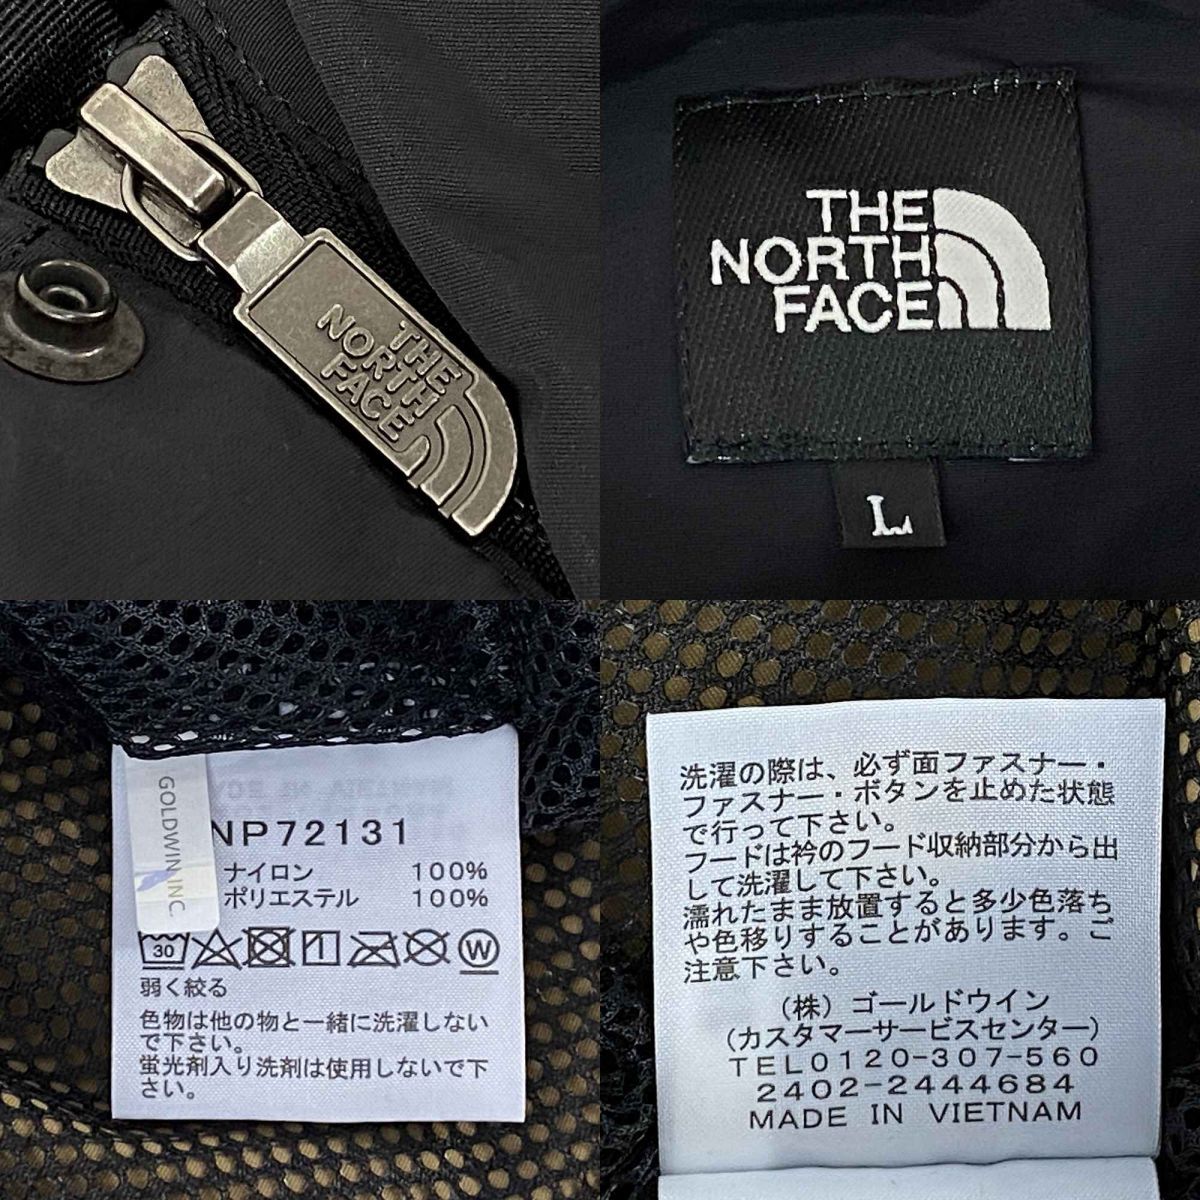 THE
NORTH
FACE
THE
NORTH
FACE
L
GOLDWIN INC.
NP72131
ナイロン 100%
ポリエステル 100%
30
W
弱く絞る
色物は他の物と一緒に洗濯しない
で下さい。
蛍光剤入り洗剤は使用しないで下
さい。
洗濯の際は、必ず面ファスナー・
ファスナー・ボタンを止めた状態
で行って下さい。
フードは衿のフード収納部分から出
して洗濯して下さい。
濡れたまま放置すると多少色落ち
や色移りすることがあります。ご
注意下さい。
（株）ゴールドウイン
（カスタマーサービスセンター）
TEL0120-307-560
2402-2444684
MADE IN VIETNAM